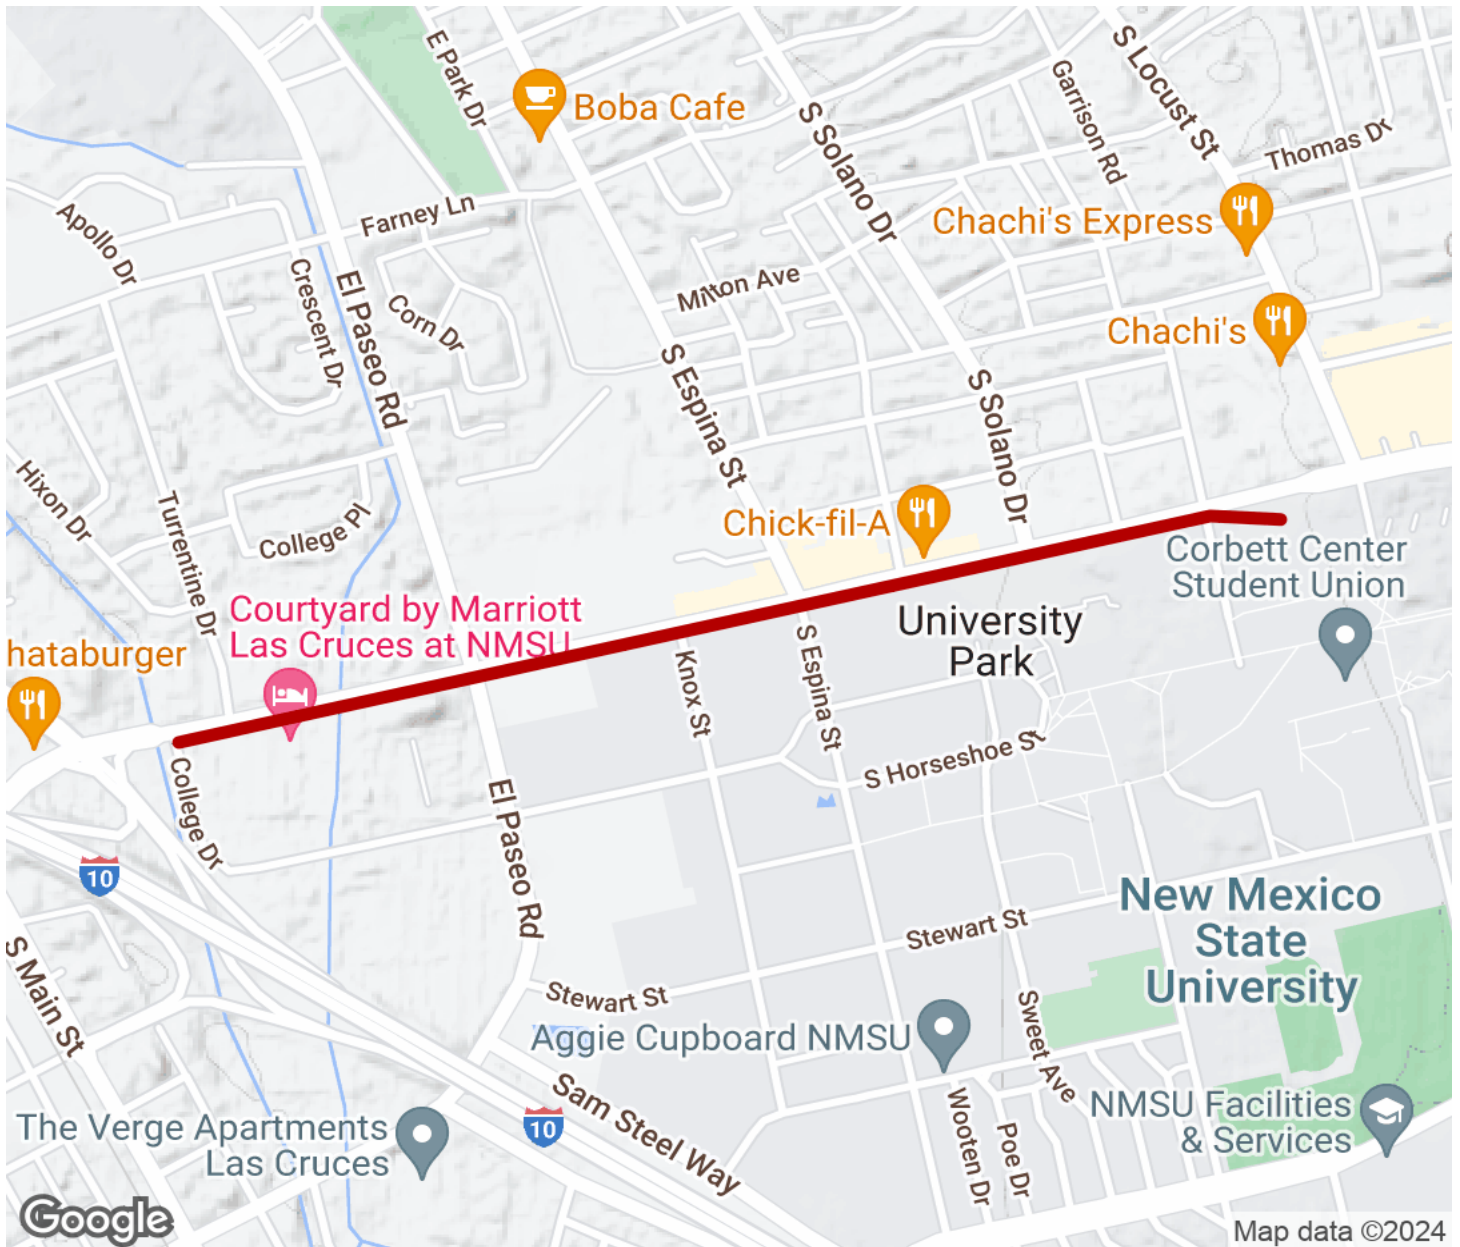 E Park Dr
S Locust St
Boba Cafe
Garrison Rd
S Solano Dr
Thomas Dr
Farney Ln
Chachi's Express
Apollo Dr
Crescent Dr
El Paseo Rd
Corn Dr
Milton Ave
Chachi's
S Espina St
S Solano Dr
Hixon Dr
Turrentine Dr
College Pl
Chick-fil-A
Corbett Center
Student Union
Courtyard by Marriott
Las Cruces at NMSU
University
Park
hataburger
Knox St
S Espina St
S Horseshoe St
College Dr
El Paseo Rd
10
New Mexico
State
University
Stewart St
S Main St
Stewart St
Aggie Cupboard NMSU
Sweet Ave
Sam Steel Way
10
Wooten Dr
Poe Dr
NMSU Facilities
& Services
The Verge Apartments
Las Cruces
Google
Map data ©2024